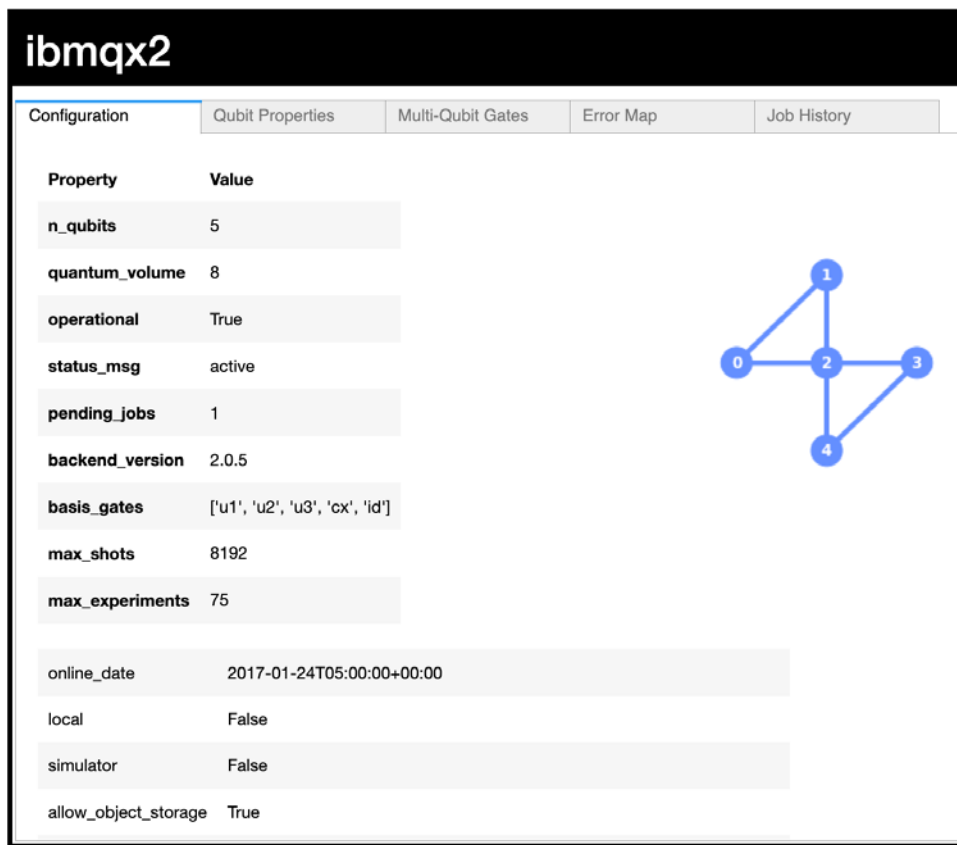 ibmqx2
Configuration Qubit Properties Multi-Qubit Gates Error Map Job History
Property Value
n_qubits 5
quantum_volume 8
operational True
status_msg active
pending_jobs 1
backend_version 2.0.5
basis_gates ['u1', 'u2', 'u3', 'cx', 'id']
max_shots 8192
max_experiments 75
1
0 2 3
4
online_date 2017-01-24T05:00:00+00:00
local False
simulator False
allow_object_storage True